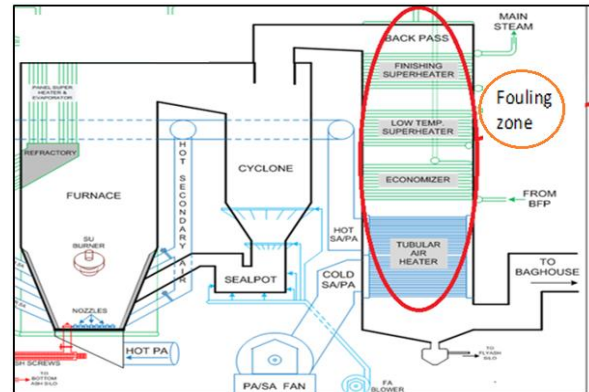 MAIN
STEAM
BACK PASS
FINISHING
SUPERHEATER
Fouling
zone
PANEL SUPER
HEATER &
EVAPORATOR
LOW TEMP.
SUPERHEATER
REFRACTORY
HOT SECONDARY AIR
CYCLONE
ECONOMIZER
FURNACE
FROM
BFP
SU
BURNER
HOT
SA/PA
TUBULAR
AIR
HEATER
COLD
SA/PA
SEALPOT
TO
BAGHOUSE
NOZZLES
HOT PA
SH SCREWS
TO
BOTTOM
ASH SILO
PA/SA FAN
FA
BLOWER
TO
FLYASH
SILO